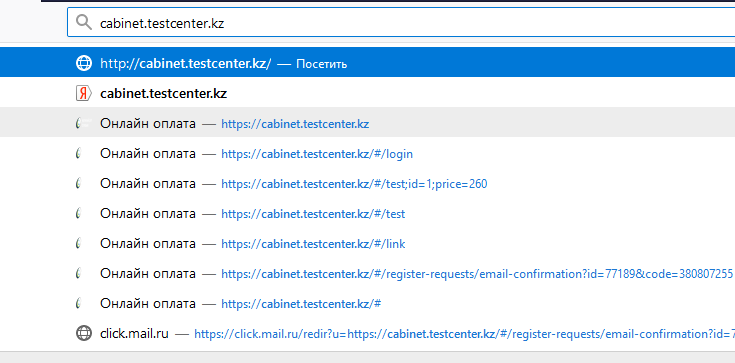 cabinet.testcenter.kz
http://cabinet.testcenter.kz/ — Посетить
cabinet.testcenter.kz
Онлайн оплата — https://cabinet.testcenter.kz
Онлайн оплата — https://cabinet.testcenter.kz/#/login
Онлайн оплата — https://cabinet.testcenter.kz/#/test;id=1;price=260
Онлайн оплата — https://cabinet.testcenter.kz/#/test
Онлайн оплата — https://cabinet.testcenter.kz/#/link
Онлайн оплата — https://cabinet.testcenter.kz/#/register-requests/email-confirmation?id=77189&code=380807255
Онлайн оплата — https://cabinet.testcenter.kz/#
click.mail.ru — https://click.mail.ru/redir?u=https://cabinet.testcenter.kz/#/register-requests/email-confirmation?id=7